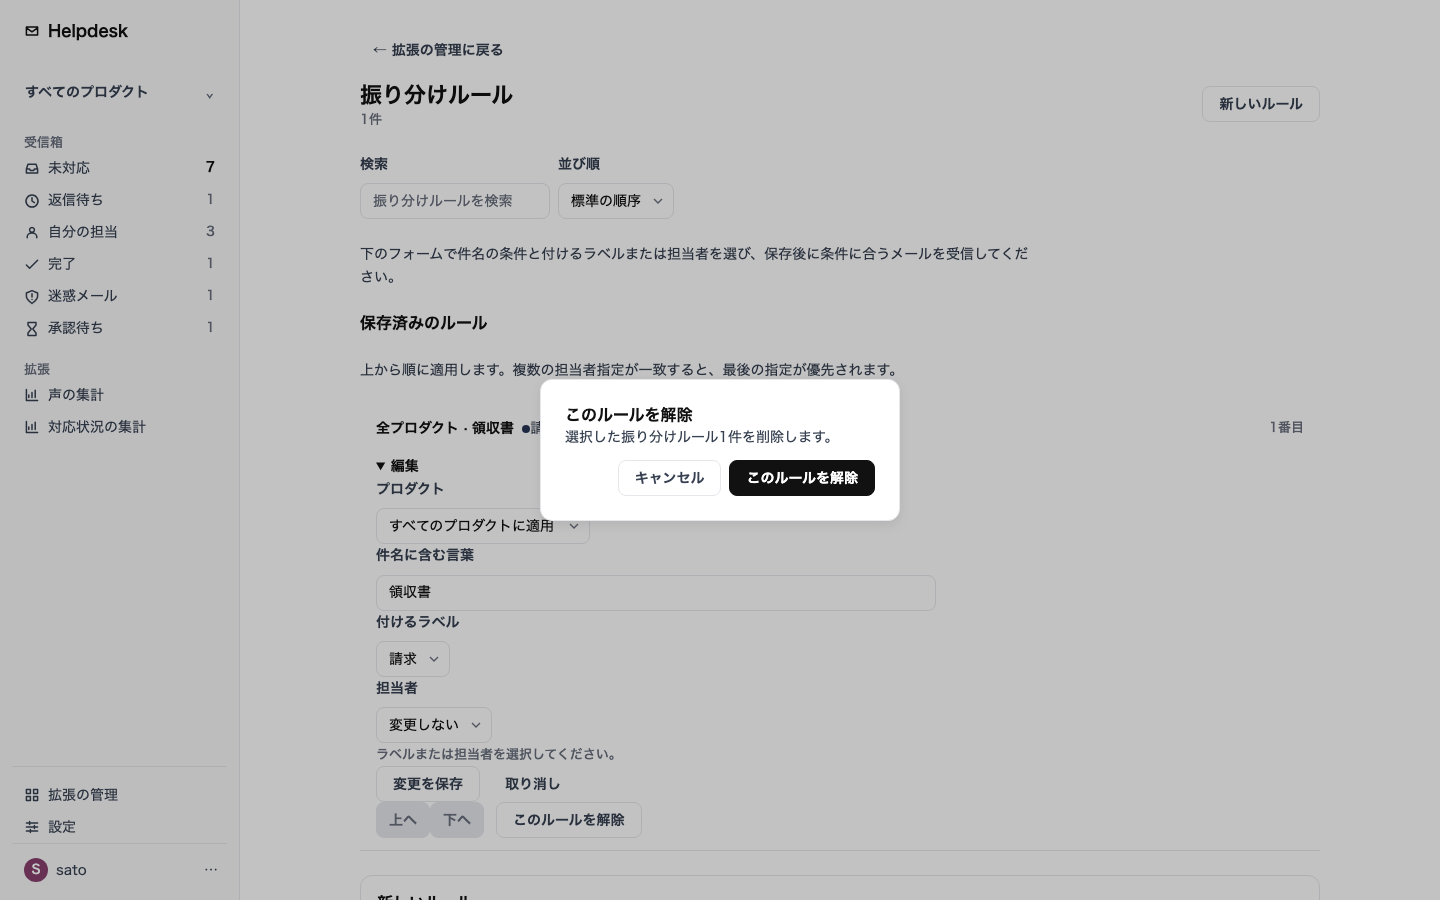 Helpdesk
すべてのプロダクト
受信箱
未対応 7
返信待ち 1
自分の担当 3
完了 1
迷惑メール 1
承認待ち 1
拡張
声の集計
対応状況の集計
拡張の管理
設定
S sato ...
← 拡張の管理に戻る
振り分けルール
1件
新しいルール
検索 並び順
振り分けルールを検索 標準の順序
下のフォームで件名の条件と付けるラベルまたは担当者を選び、保存後に条件に合うメールを受信してくだ
さい。
保存済みのルール
上から順に適用します。複数の担当者指定が一致すると、最後の指定が優先されます。
全プロダクト · 領収書 1番目
このルールを解除
選択した振り分けルール1件を削除します。
キャンセル このルールを解除
▼ 編集
プロダクト
すべてのプロダクトに適用
件名に含む言葉
領収書
付けるラベル
請求
担当者
変更しない
ラベルまたは担当者を選択してください。
変更を保存 取り消し
上へ 下へ このルールを解除